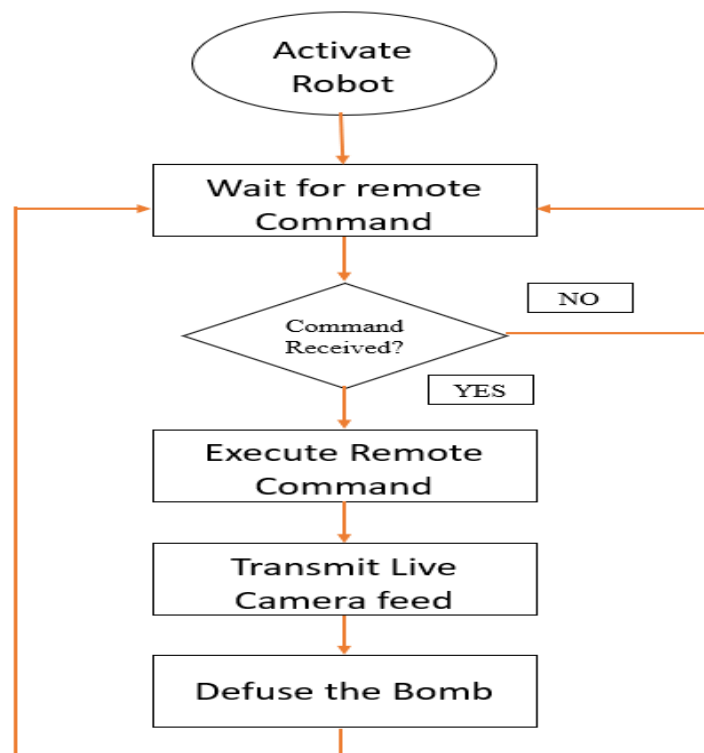 Activate
Robot
Wait for remote
Command
Command
Received?
NO
YES
Execute Remote
Command
Transmit Live
Camera feed
Defuse the Bomb